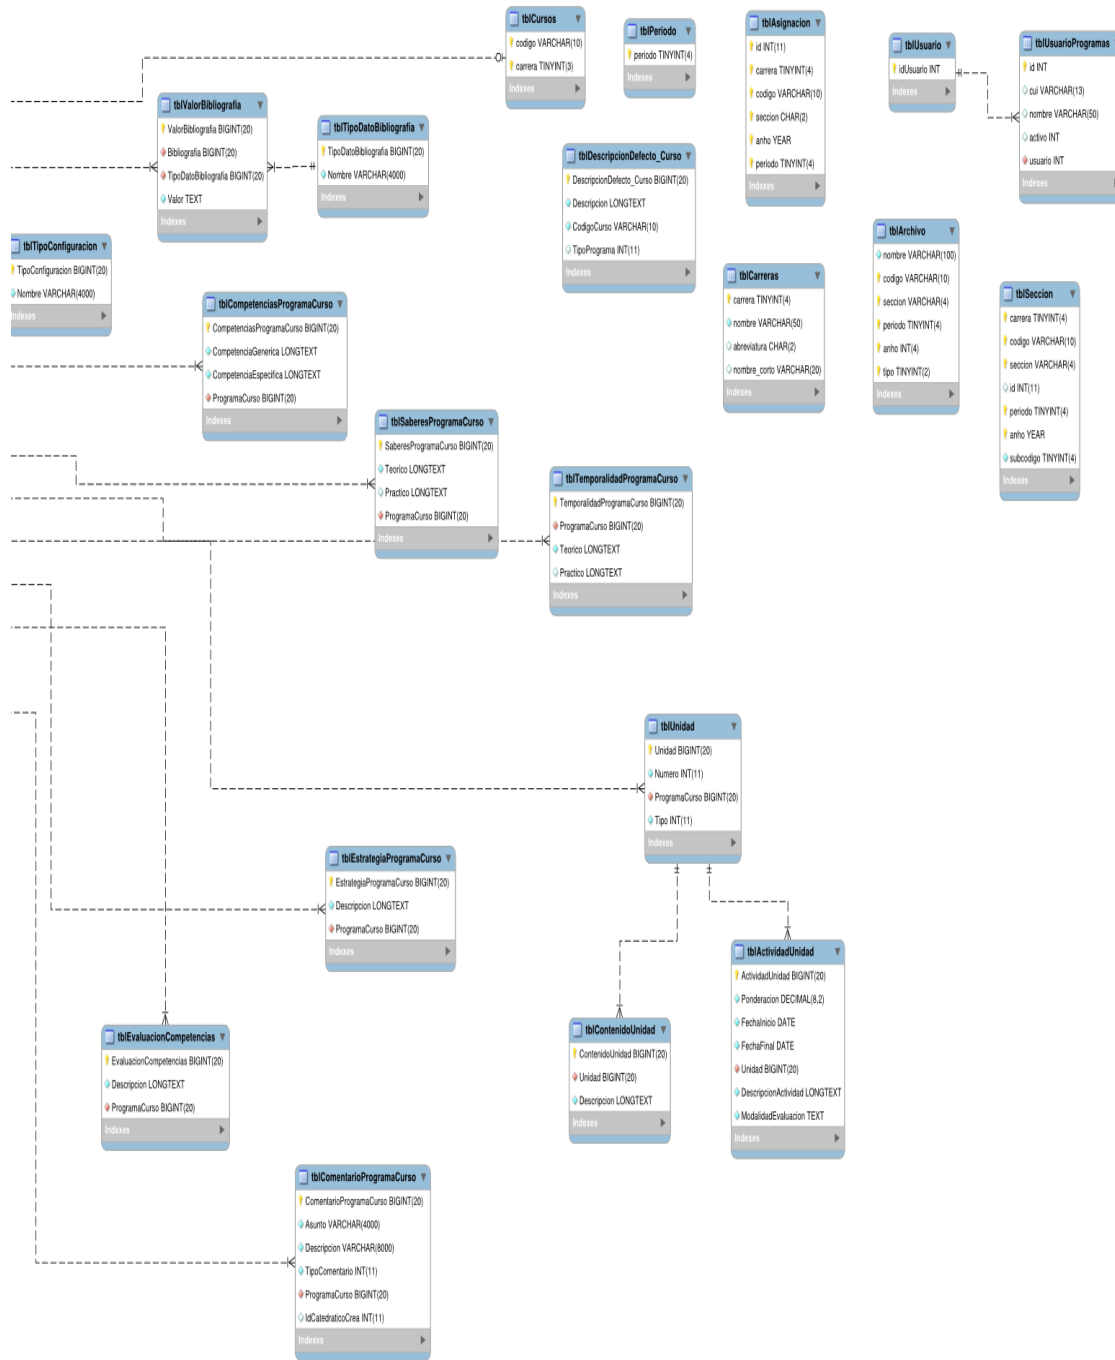 tblCursos
codigo VARCHAR(10)
carrera TINYINT(3)
Indexes
tblPeriodo
periodo TINYINT(4)
Indexes
tblAsignacion
id INT(11)
carrera TINYINT(4)
codigo VARCHAR(10)
seccion CHAR(2)
anho YEAR
periodo TINYINT(4)
Indexes
tblUsuario
idUsuario INT
Indexes
tblUsuarioProgramas
id INT
cui VARCHAR(13)
nombre VARCHAR(50)
activo INT
usuario INT
Indexes
tblValorBibliografia
ValorBibliografia BIGINT(20)
Bibliografia BIGINT(20)
TipoDatoBibliografia BIGINT(20)
Valor TEXT
Indexes
tblTipoDatoBibliografia
TipoDatoBibliografia BIGINT(20)
Nombre VARCHAR(4000)
Indexes
tblDescripcionDefecto_Curso
DescripcionDefecto_Curso BIGINT(20)
Descripcion LONGTEXT
CodigoCurso VARCHAR(10)
TipoPrograma INT(11)
Indexes
tblTipoConfiguracion
TipoConfiguracion BIGINT(20)
Nombre VARCHAR(4000)
Indexes
tblArchivo
nombre VARCHAR(100)
codigo VARCHAR(10)
seccion VARCHAR(4)
periodo TINYINT(4)
anho INT(4)
tipo TINYINT(2)
Indexes
tblCarreras
carrera TINYINT(4)
nombre VARCHAR(50)
abreviatura CHAR(2)
nombre_corto VARCHAR(20)
Indexes
tblSeccion
carrera TINYINT(4)
codigo VARCHAR(10)
seccion VARCHAR(4)
id INT(11)
periodo TINYINT(4)
anho YEAR
subcodigo TINYINT(4)
Indexes
tblCompetenciasProgramaCurso
CompetenciasProgramaCurso BIGINT(20)
CompetenciaGenerica LONGTEXT
CompetenciaEspecifica LONGTEXT
ProgramaCurso BIGINT(20)
Indexes
tblSaberesProgramaCurso
SaberesProgramaCurso BIGINT(20)
Teorico LONGTEXT
Practico LONGTEXT
ProgramaCurso BIGINT(20)
Indexes
tblTemporalidadProgramaCurso
TemporalidadProgramaCurso BIGINT(20)
ProgramaCurso BIGINT(20)
Teorico LONGTEXT
Practico LONGTEXT
Indexes
tblUnidad
Unidad BIGINT(20)
Numero INT(11)
ProgramaCurso BIGINT(20)
Tipo INT(11)
Indexes
tblEstrategiaProgramaCurso
EstrategiaProgramaCurso BIGINT(20)
Descripcion LONGTEXT
ProgramaCurso BIGINT(20)
Indexes
tblActividadUnidad
ActividadUnidad BIGINT(20)
Ponderacion DECIMAL(8,2)
FechaInicio DATE
FechaFinal DATE
Unidad BIGINT(20)
DescripcionActividad LONGTEXT
ModalidadEvaluacion TEXT
Indexes
tblContenidoUnidad
ContenidoUnidad BIGINT(20)
Unidad BIGINT(20)
Descripcion LONGTEXT
Indexes
tblEvaluacionCompetencias
EvaluacionCompetencias BIGINT(20)
Descripcion LONGTEXT
ProgramaCurso BIGINT(20)
Indexes
tblComentarioProgramaCurso
ComentarioProgramaCurso BIGINT(20)
Asunto VARCHAR(4000)
Descripcion VARCHAR(8000)
TipoComentario INT(11)
ProgramaCurso BIGINT(20)
IdCatedraticoCrea INT(11)
Indexes